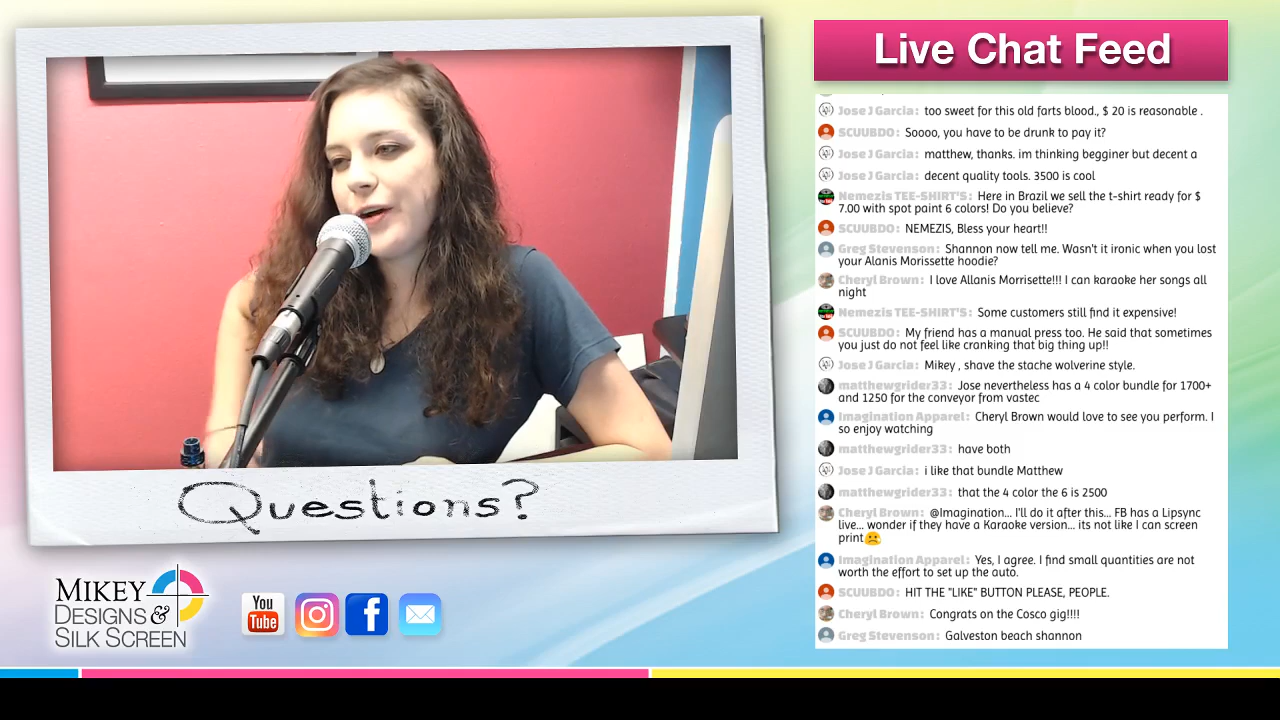 Live Chat Feed
Jose J Garcia: too sweet for this old farts blood., $ 20 is reasonable .
SCUUBDO: Soooo, you have to be drunk to pay it?
Jose J Garcia: matthew, thanks. im thinking begginer but decent a
Jose J Garcia: decent quality tools. 3500 is cool
Nemezis TEE-SHIRT'S: Here in Brazil we sell the t-shirt ready for $
7.00 with spot paint 6 colors! Do you believe?
SCUUBDO: NEMEZIS, Bless your heart!!
Greg Stevenson: Shannon now tell me. Wasn't it ironic when you lost
your Alanis Morissette hoodie?
Cheryl Brown: I love Allanis Morrisette!!! I can karaoke her songs all
night
Nemezis TEE-SHIRT'S: Some customers still find it expensive!
SCUUBDO: My friend has a manual press too. He said that sometimes
you just do not feel like cranking that big thing up!!
Jose J Garcia: Mikey , shave the stache wolverine style.
matthewgrider33: Jose nevertheless has a 4 color bundle for 1700+
and 1250 for the conveyor from vastec
Imagination Apparel: Cheryl Brown would love to see you perform. I
so enjoy watching
matthewgrider33: have both
Jose J Garcia: i like that bundle Matthew
matthewgrider33: that the 4 color the 6 is 2500
Cheryl Brown: @Imagination... I'll do it after this... FB has a Lipsync
live... wonder if they have a Karaoke version... its not like I can screen
print
Imagination Apparel: Yes, I agree. I find small quantities are not
worth the effort to set up the auto.
SCUUBDO: HIT THE "LIKE" BUTTON PLEASE, PEOPLE.
Cheryl Brown: Congrats on the Cosco gig!!!!
Greg Stevenson: Galveston beach shannon
Questions?
MIKEY
DESIGNS &
SILK SCREEN
You
Tube